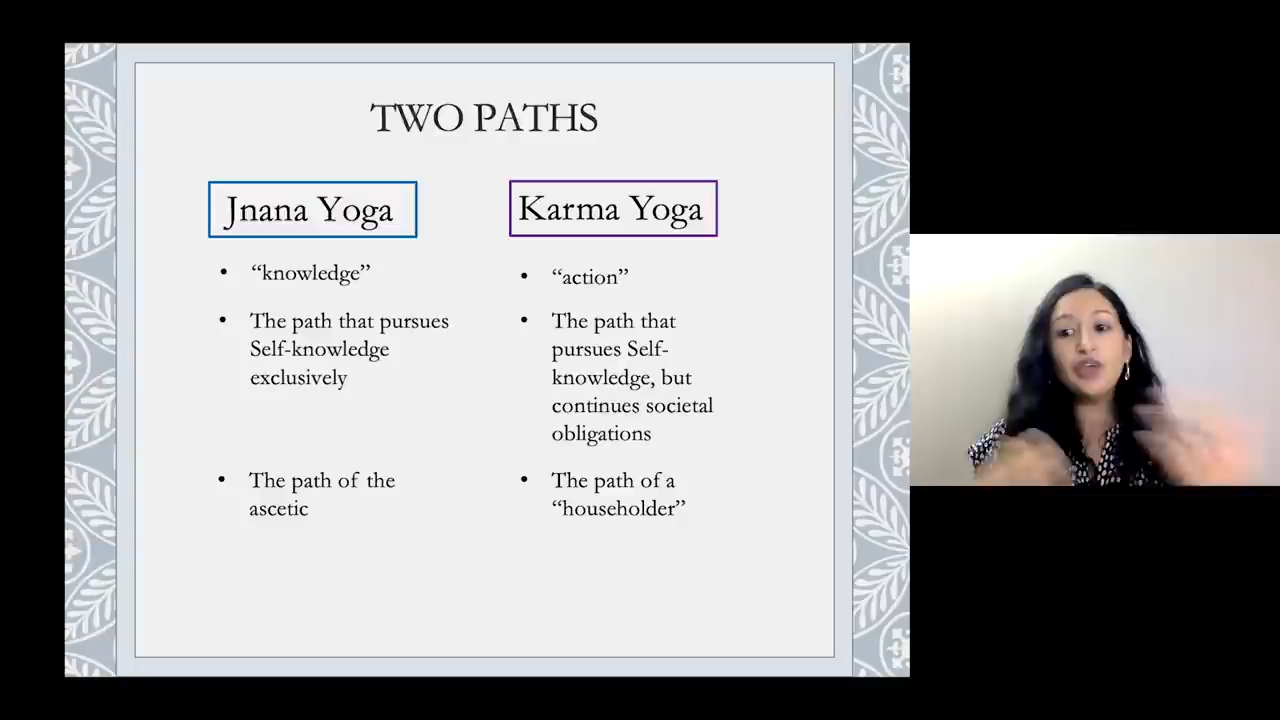 TWO PATHS
Jnana Yoga
• “knowledge”
• The path that pursues
Self-knowledge
exclusively
• The path of the
ascetic
Karma Yoga
• “action”
• The path that
pursues Self-
knowledge, but
continues societal
obligations
• The path of a
“householder”